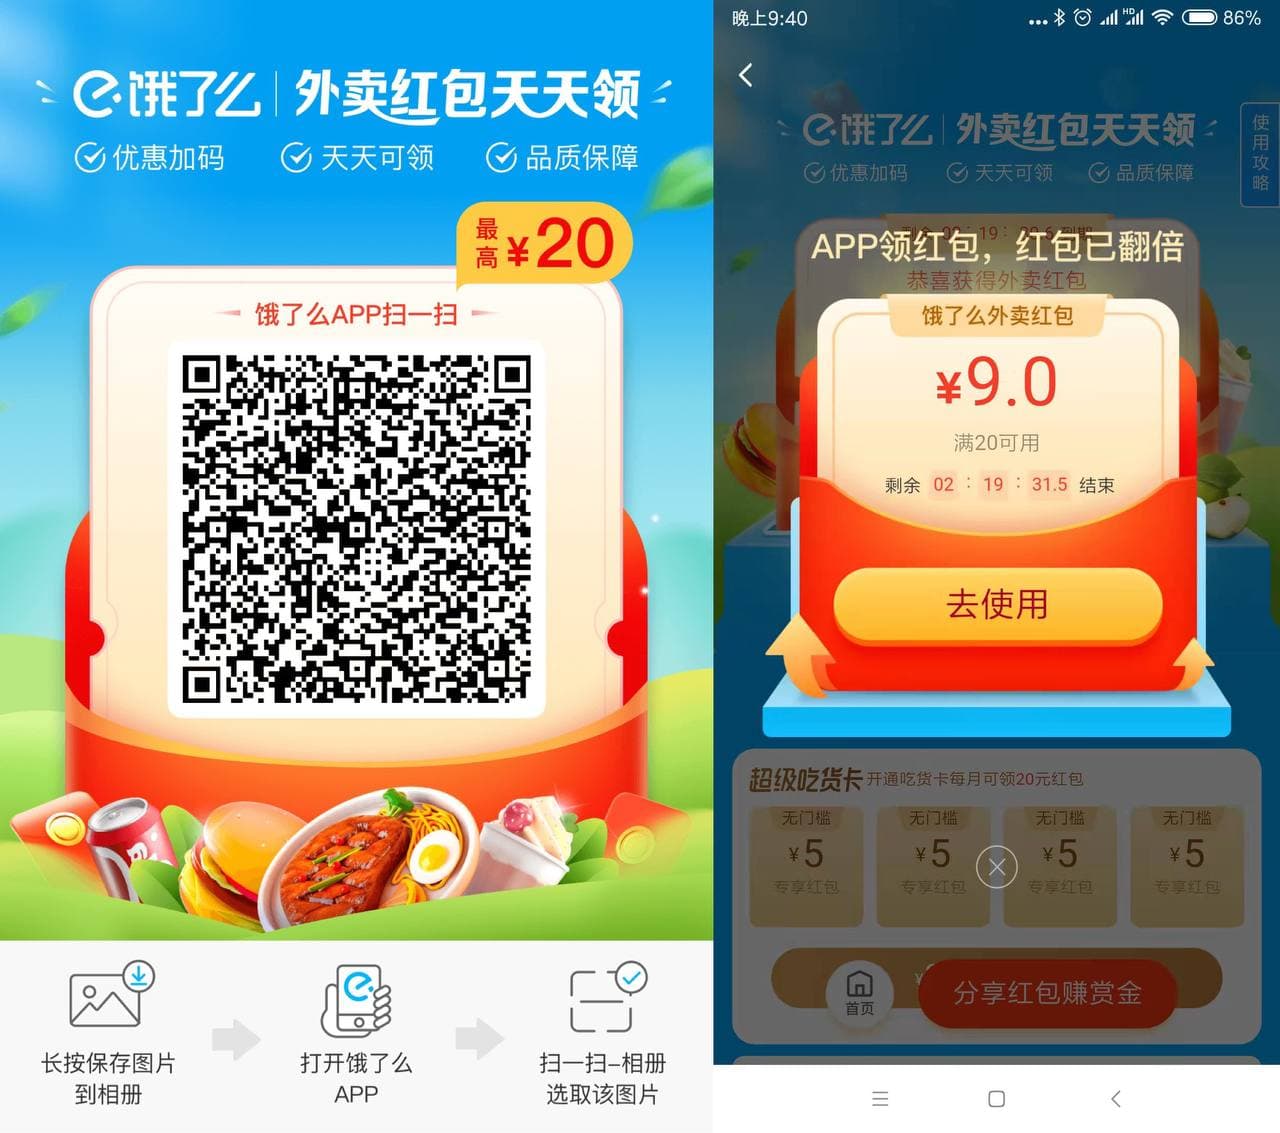 饿了么 外卖红包天天领
优惠加码 天天可领 品质保障
最高 ¥20
饿了么APP扫一扫
长按保存图片
到相册
打开饿了么
APP
扫一扫-相册
选取该图片
晚上9:40
HD
86%
饿了么 外卖红包天天领
优惠加码 天天可领 品质保障
使用攻略
APP领红包，红包已翻倍
恭喜获得外卖红包
饿了么外卖红包
¥9.0
满20可用
剩余 02 : 19 : 31.5 结束
去使用
超级吃货卡 开通吃货卡每月可领20元红包
无门槛 无门槛 无门槛 无门槛
¥5 ¥5 ¥5 ¥5
专享红包 专享红包 专享红包 专享红包
首页
分享红包赚赏金